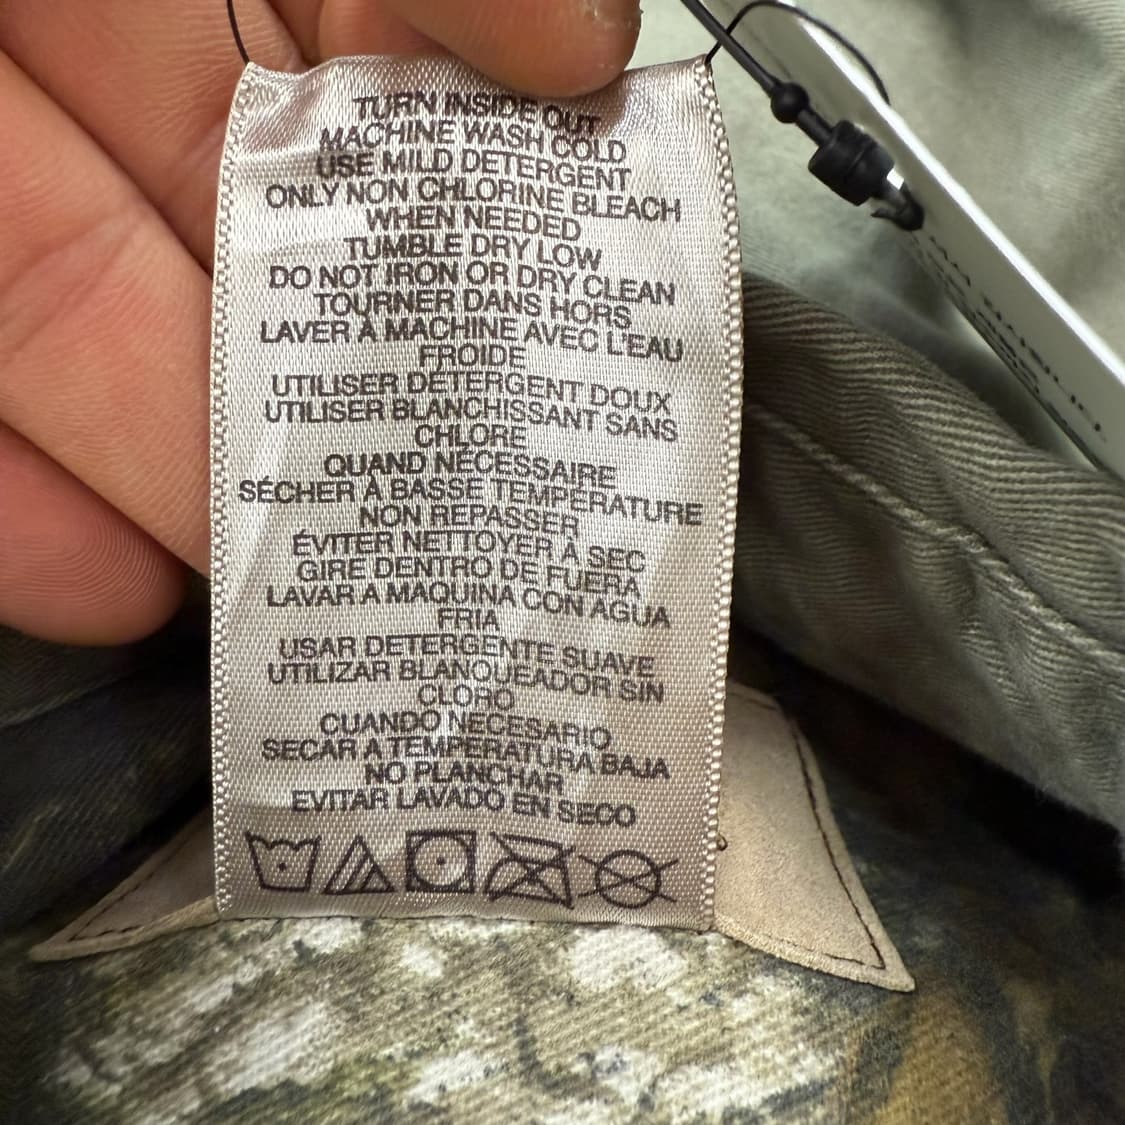 TURN INSIDE OUT
MACHINE WASH COLD
USE MILD DETERGENT
ONLY NON CHLORINE BLEACH
WHEN NEEDED
TUMBLE DRY LOW
DO NOT IRON OR DRY CLEAN
TOURNER DANS HORS
LAVER À MACHINE AVEC L'EAU
FROIDE
UTILISER DÉTERGENT DOUX
UTILISER BLANCHISSANT SANS
CHLORE
QUAND NÉCESSAIRE
SÉCHER À BASSE TEMPÉRATURE
NON REPASSER
ÉVITER NETTOYER À SEC
GIRE DENTRO DE FUERA
LAVAR A MAQUINA CON AGUA
FRIA
USAR DETERGENTE SUAVE
UTILIZAR BLANQUEADOR SIN
CLORO
CUANDO NECESARIO
SECAR A TEMPERATURA BAJA
NO PLANCHAR
EVITAR LAVADO EN SECO